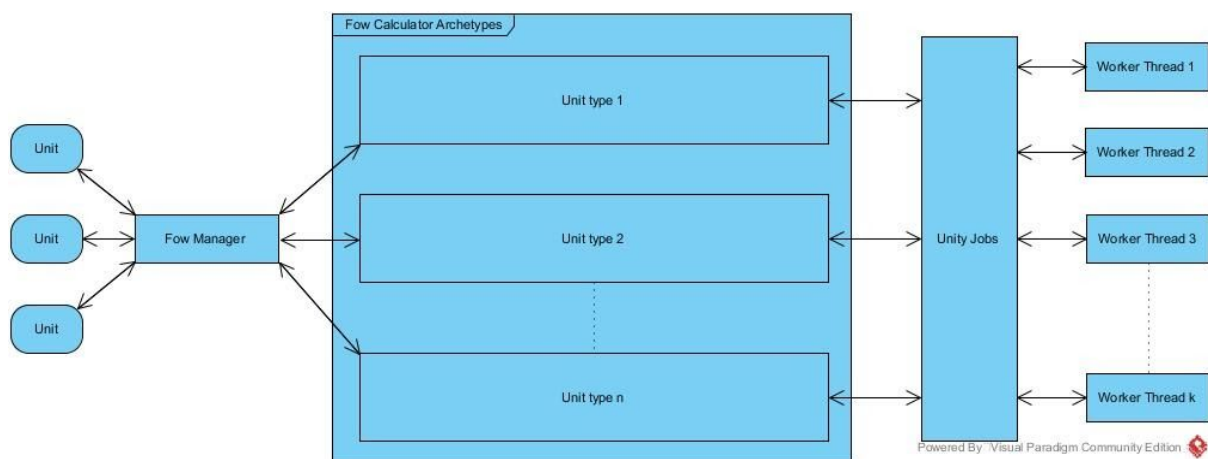 Fow Calculator Archetypes
Unit type 1
Unit type 2
Unit type n
Unit
Unit
Unit
Fow Manager
Unity Jobs
Worker Thread 1
Worker Thread 2
Worker Thread 3
Worker Thread k
Powered By Visual Paradigm Community Edition